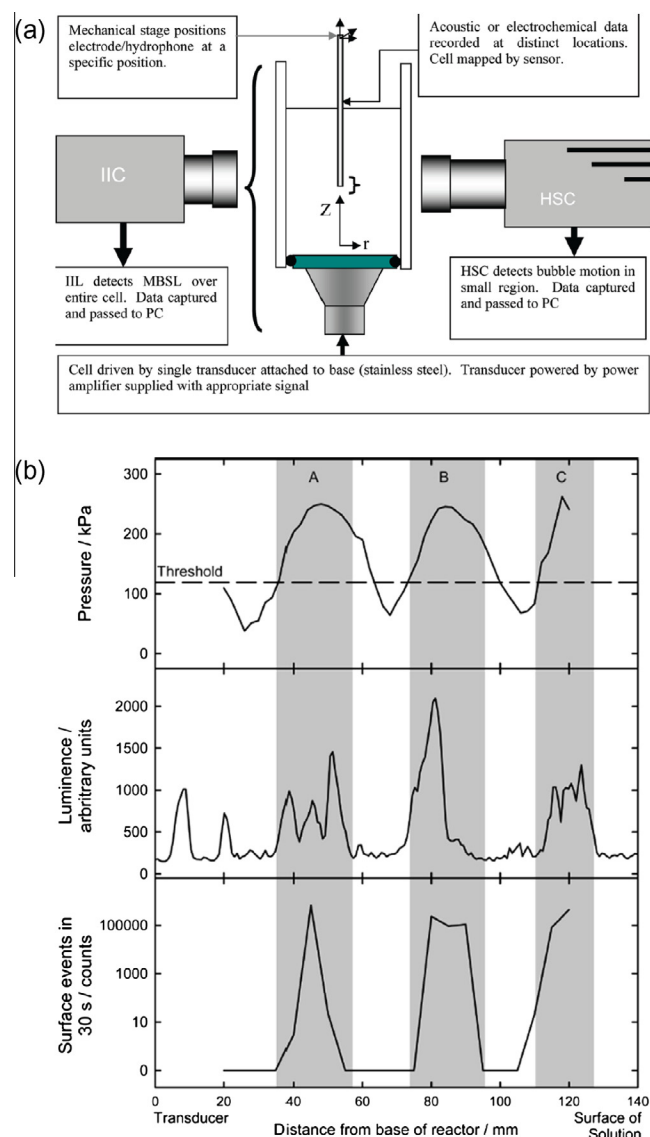 (a)
Mechanical stage positions
electrode/hydrophone at a
specific position.
Acoustic or electrochemical data
recorded at distinct locations.
Cell mapped by sensor.
IIC
HSC
Z
r
IIL detects MBSL over
entire cell. Data captured
and passed to PC
HSC detects bubble motion in
small region. Data captured
and passed to PC
Cell driven by single transducer attached to base (stainless steel). Transducer powered by power
amplifier supplied with appropriate signal
(b)
300
200
100
0
Pressure / kPa
Threshold
A
B
C
2000
1500
1000
500
0
Luminence /
arbritrary units
100000
1000
10
0
Surface events in
30 s / counts
0 20 40 60 80 100 120 140
Transducer
Distance from base of reactor / mm
Surface of
Solution